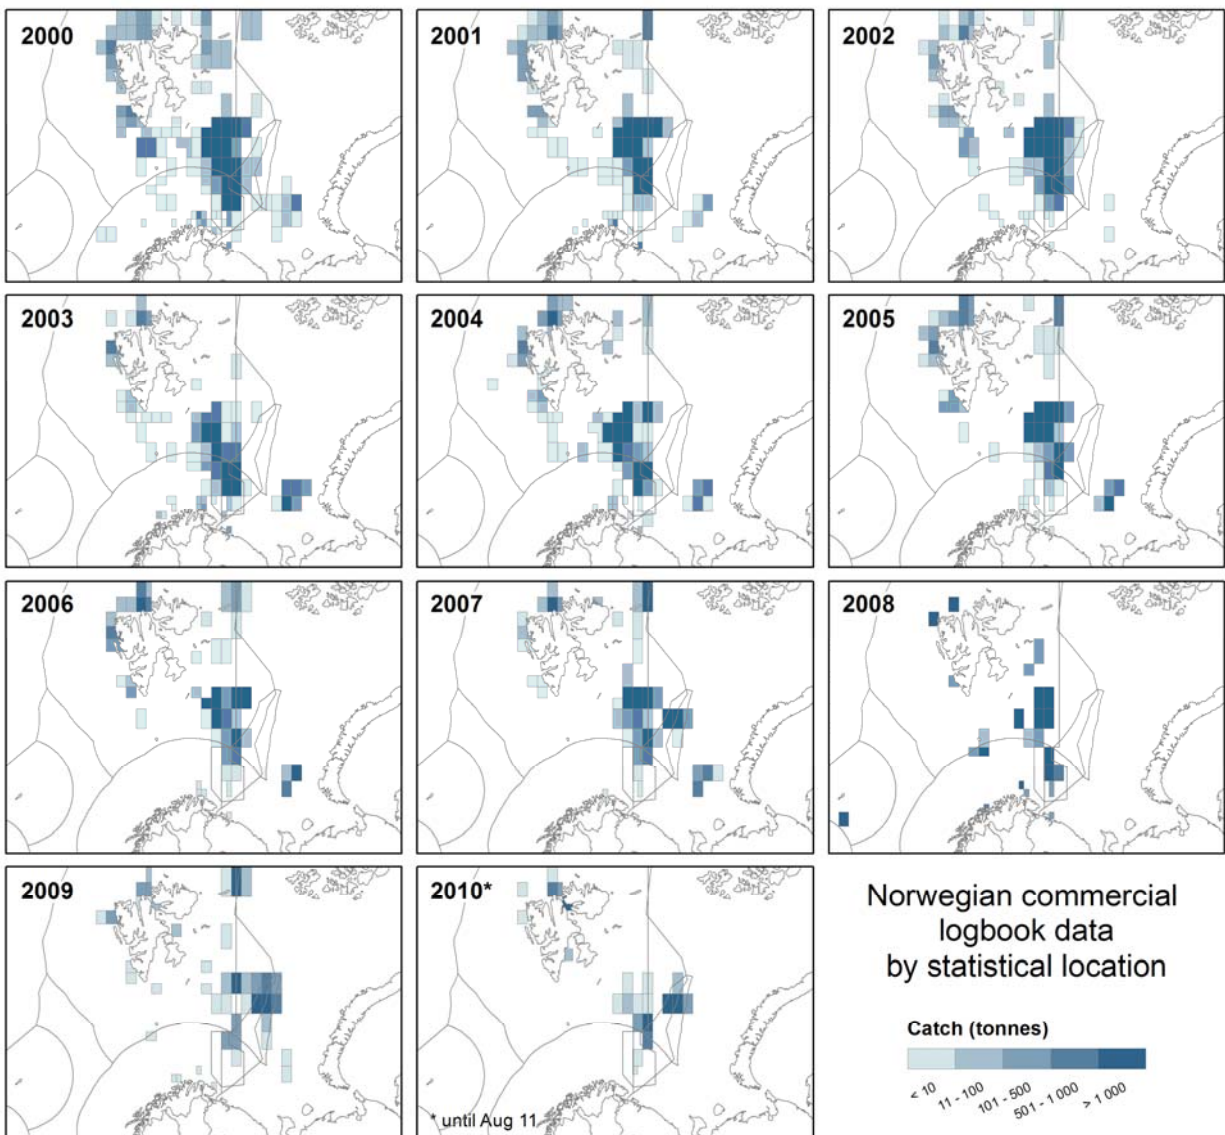 2000
2001
2002
2003
2004
2005
2006
2007
2008
2009
2010*
* until Aug 11
Norwegian commercial
logbook data
by statistical location
Catch (tonnes)
< 10
11 - 100
101 - 500
501 - 1 000
> 1 000